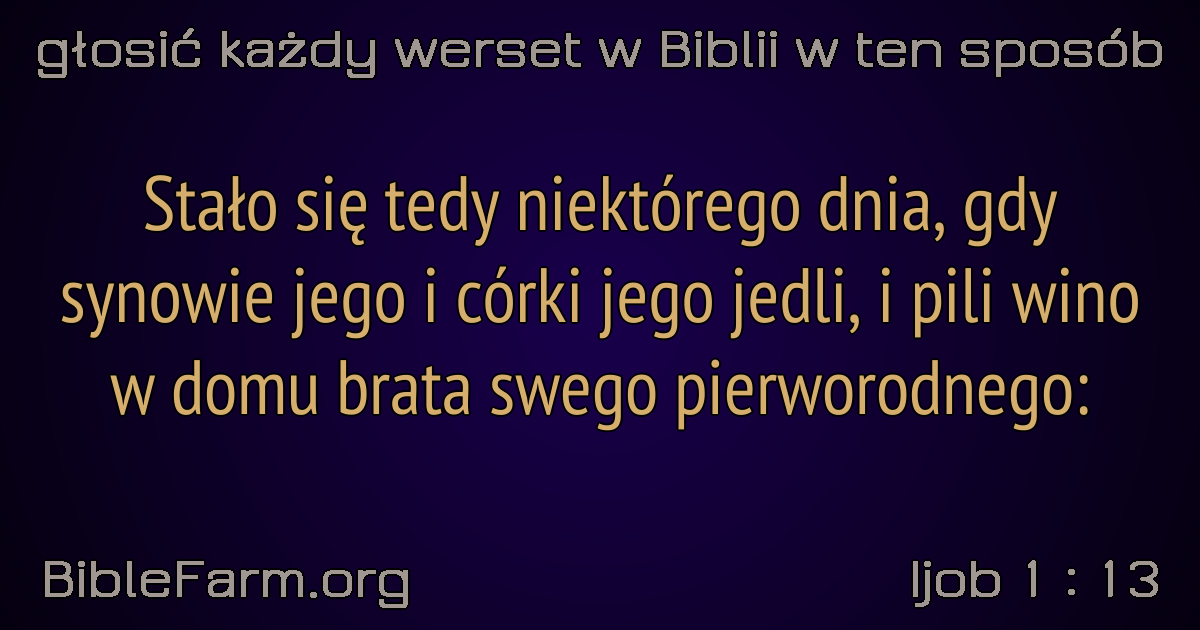 głosić każdy werset w Biblii w ten sposób
Stało się tedy niektórego dnia, gdy
synowie jego i córki jego jedli, i pili wino
w domu brata swego pierworodnego:
BibleFarm.org
Ijob 1 : 13